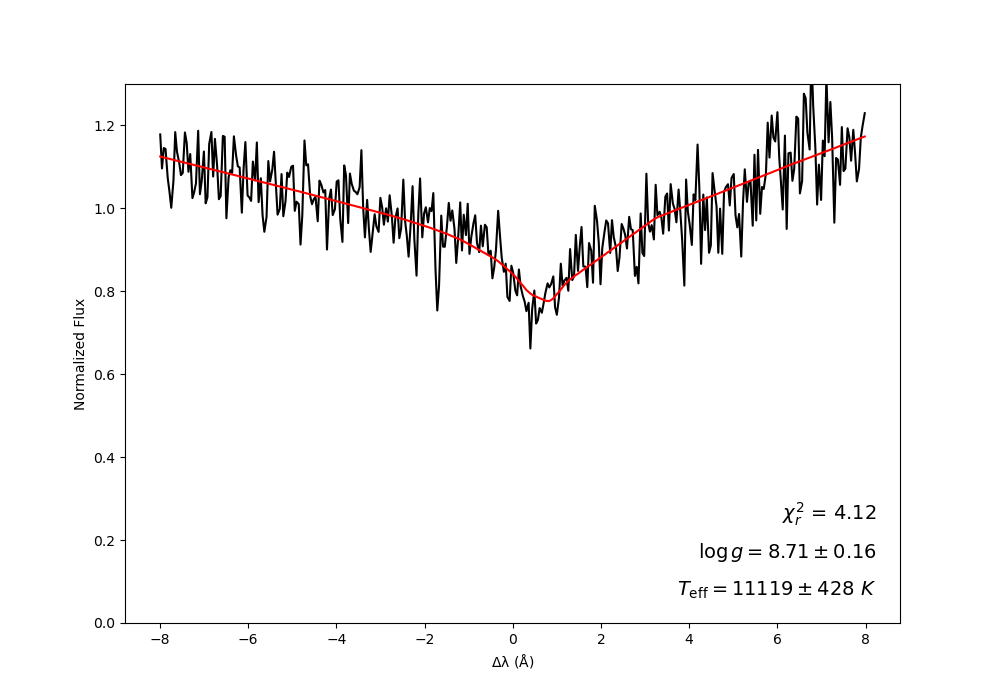 1.2
1.0
0.8
0.6
0.4
0.2
0.0
Normalized Flux
χ²ᵣ = 4.12
log g = 8.71 ± 0.16
T_eff = 11119 ± 428 K
−8 −6 −4 −2 0 2 4 6 8
Δλ (Å)